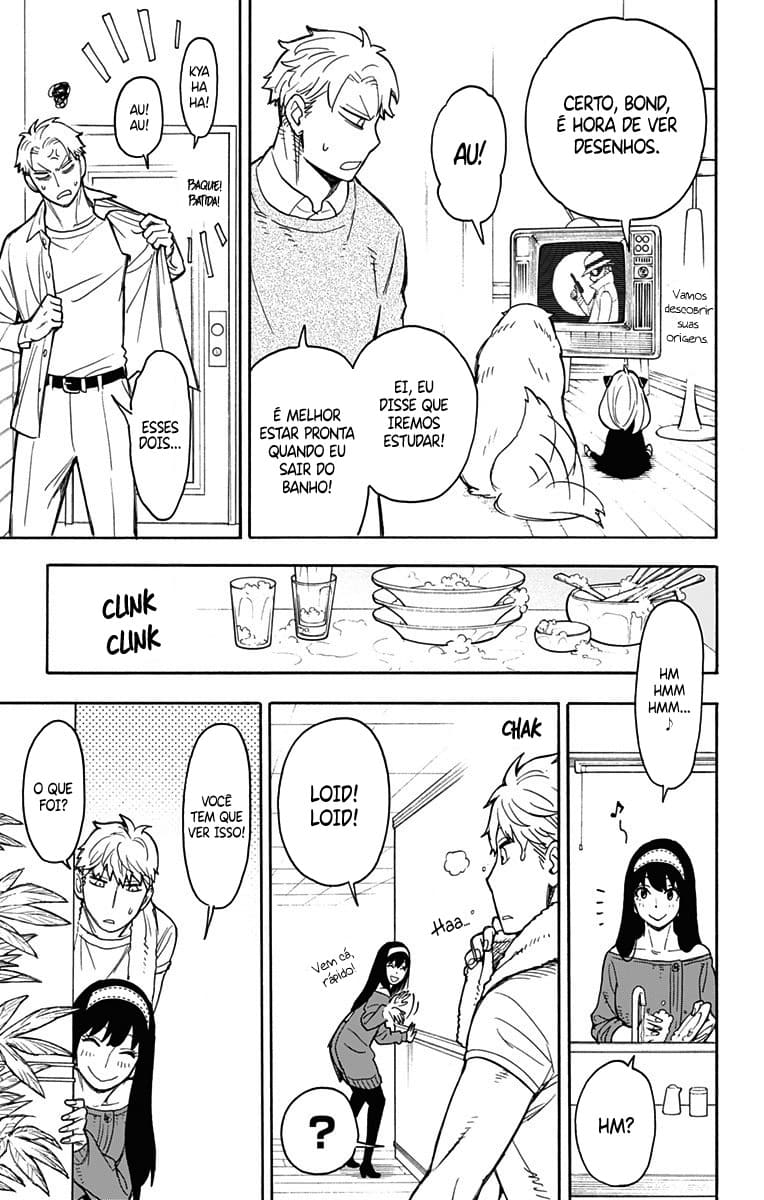 CERTO, BOND,
É HORA DE VER
DESENHOS.
AU!
Vamos
descobrir
suas
origens.
EI, EU
DISSE QUE
IREMOS
ESTUDAR!
É MELHOR
ESTAR PRONTA
QUANDO EU
SAIR DO
BANHO!
KYA
HA
HA!
AU!
AU!
BAQUE!
BATIDA!
ESSES
DOIS...
CLINK
CLINK
HM
HMM
HMM...
♪
HM?
CHAK
LOID!
LOID!
Haa...
Vem cá,
rápido!
?
VOCÊ
TEM QUE
VER ISSO!
O QUE
FOI?